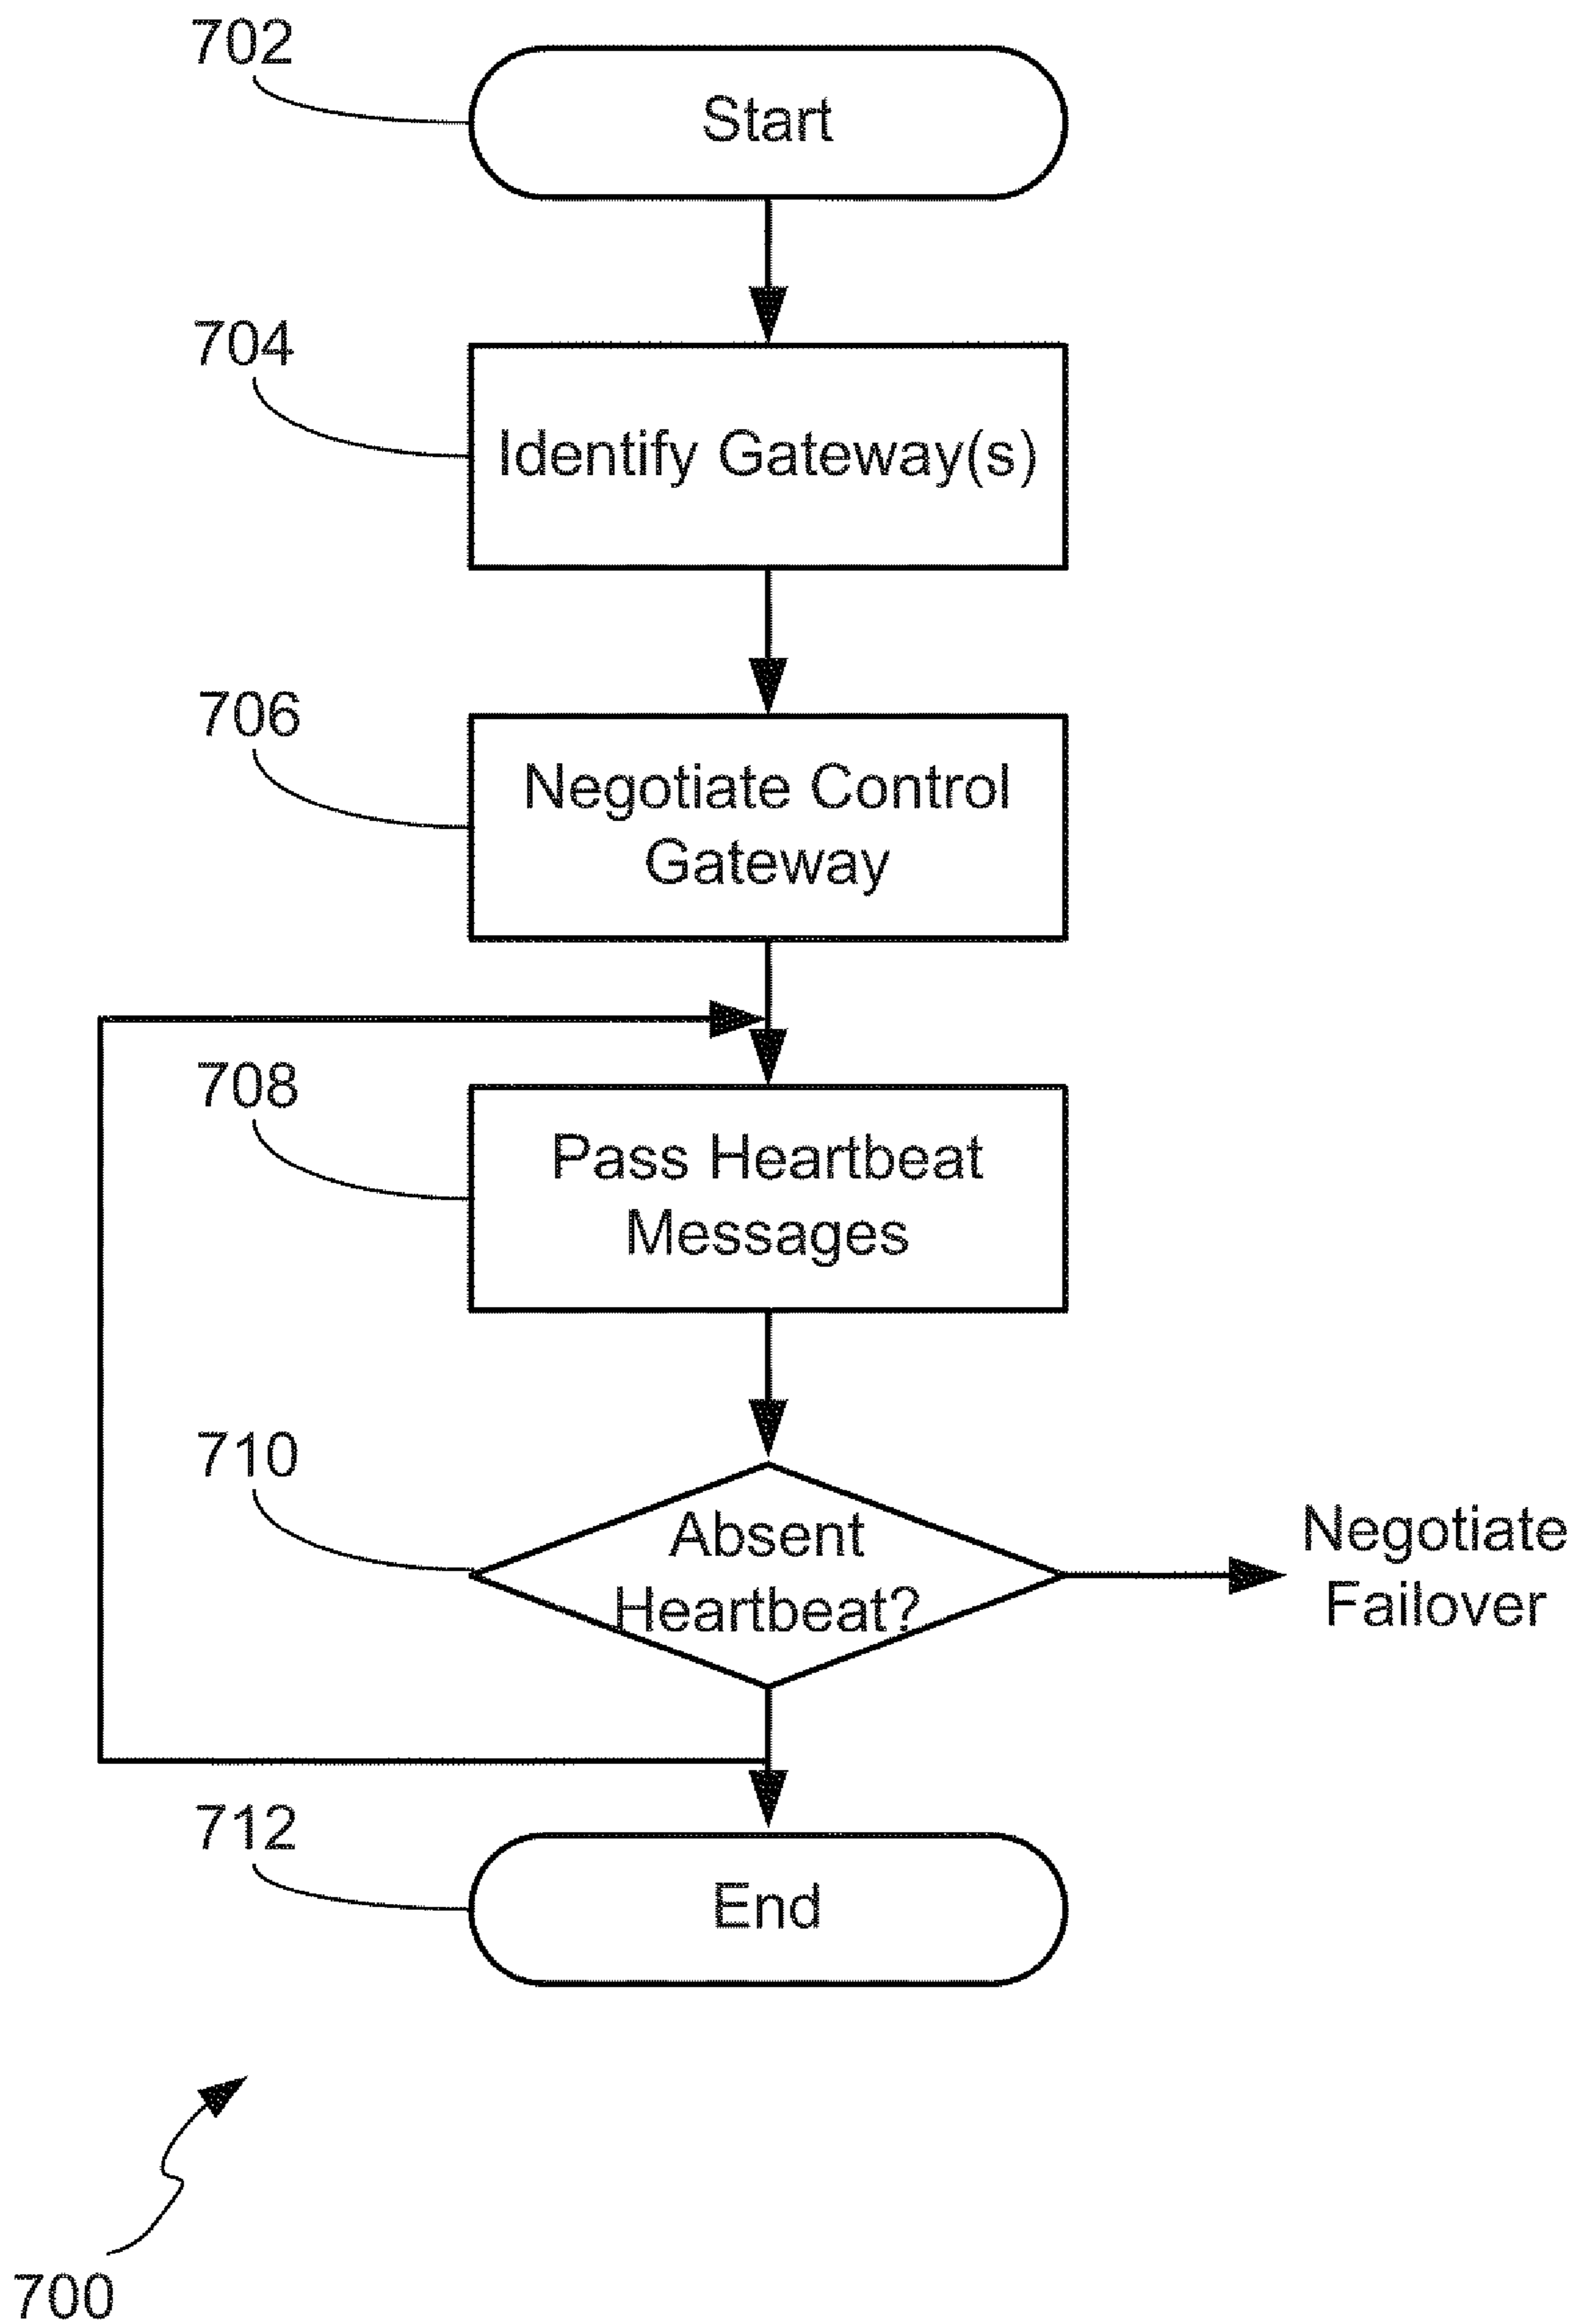 702
Start
704
Identify Gateway(s)
706
Negotiate Control
Gateway
708
Pass Heartbeat
Messages
710
Absent
Heartbeat?
Negotiate
Failover
712
End
700